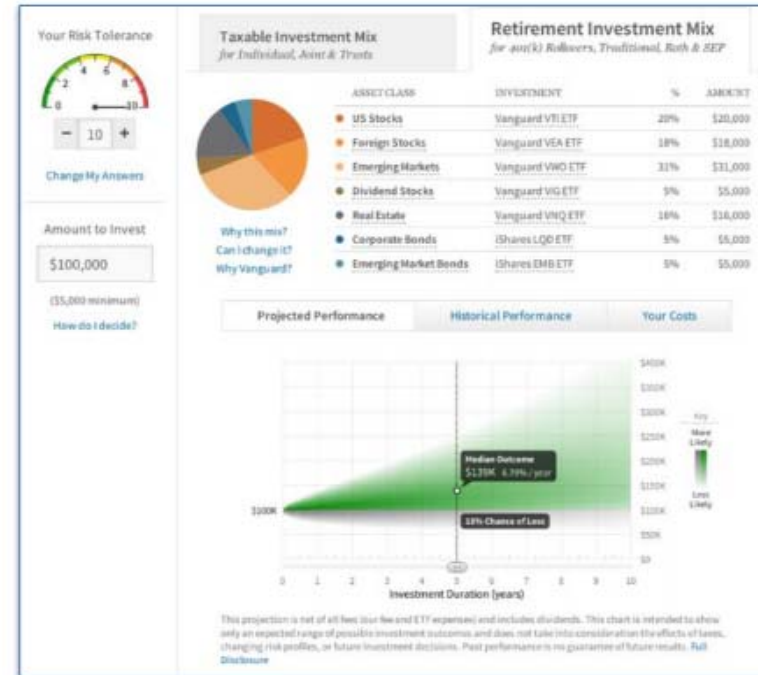 Your Risk Tolerance
0 2 4 6 8 10
− 10 +
Change My Answers
Amount to Invest
$100,000
($5,000 minimum)
How do I decide?
Taxable Investment Mix
for Individual, Joint & Trusts
Retirement Investment Mix
for 401(k) Rollovers, Traditional, Roth & SEP
ASSET CLASS INVESTMENT % AMOUNT
US Stocks Vanguard VTI ETF 20% $20,000
Foreign Stocks Vanguard VEA ETF 18% $18,000
Emerging Markets Vanguard VWO ETF 31% $31,000
Dividend Stocks Vanguard VIG ETF 5% $5,000
Real Estate Vanguard VNQ ETF 16% $16,000
Corporate Bonds iShares LQD ETF 5% $5,000
Emerging Market Bonds iShares EMB ETF 5% $5,000
Why this mix?
Can I change it?
Why Vanguard?
Projected Performance Historical Performance Your Costs
$400K
$350K
$300K
$250K
$200K
$150K
$100K
$50K
$0
$100K
Median Outcome
$139K 6.79% / year
18% Chance of Loss
Key
More
Likely
Less
Likely
0 1 2 3 4 5 6 7 8 9 10
Investment Duration (years)
This projection is net of all fees (our fee and ETF expenses) and includes dividends. This chart is intended to show
only an expected range of possible investment outcomes and does not take into consideration the effects of taxes,
changing risk profiles, or future investment decisions. Past performance is no guarantee of future results. Full
Disclosure